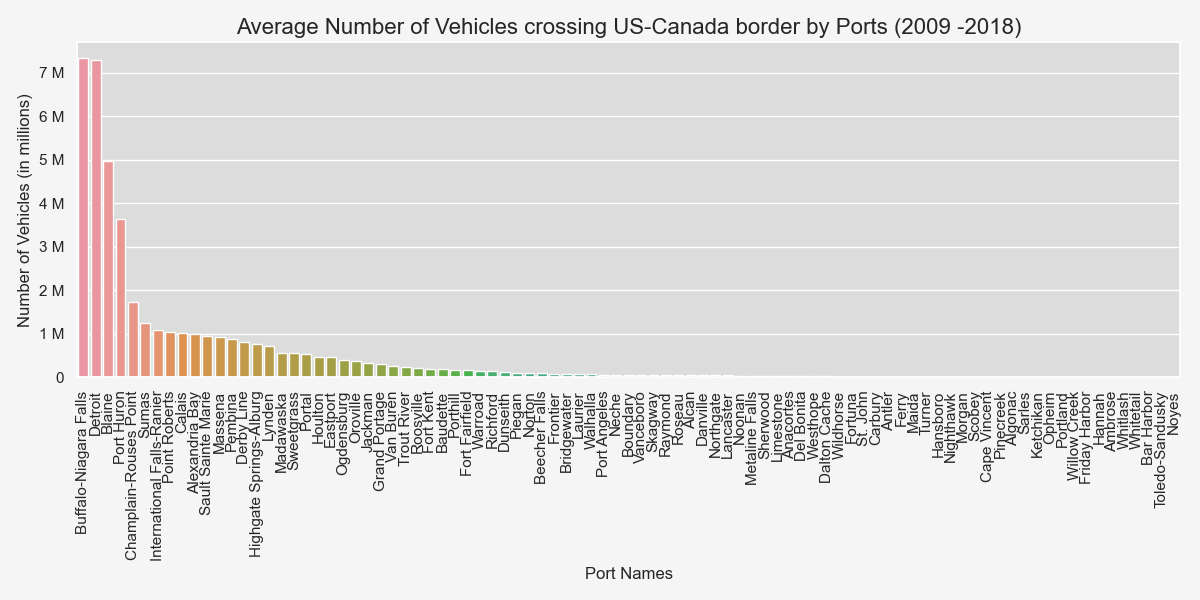 Average Number of Vehicles crossing US-Canada border by Ports (2009 -2018)
Number of Vehicles (in millions)
7 M
6 M
5 M
4 M
3 M
2 M
1 M
0
Buffalo-Niagara Falls
Detroit
Blaine
Port Huron
Champlain-Rouses Point
Sumas
International Falls-Ranier
Point Roberts
Calais
Alexandria Bay
Sault Sainte Marie
Massena
Pembina
Derby Line
Highgate Springs-Alburg
Lynden
Madawaska
Sweetgrass
Portal
Houlton
Eastport
Ogdensburg
Oroville
Jackman
Grand Portage
Van Buren
Trout River
Roosville
Fort Kent
Baudette
Porthill
Fort Fairfield
Warroad
Richford
Dunseith
Piegan
Norton
Beecher Falls
Frontier
Bridgewater
Laurier
Walhalla
Port Angeles
Neche
Boundary
Vanceboro
Skagway
Raymond
Roseau
Alcan
Danville
Northgate
Lancaster
Noonan
Metaline Falls
Sherwood
Limestone
Anacortes
Del Bonita
Westhope
Dalton Cache
Wildhorse
Fortuna
St. John
Carbury
Antler
Ferry
Maida
Turner
Hansboro
Nighthawk
Morgan
Scobey
Cape Vincent
Pinecreek
Algonac
Sarles
Ketchikan
Opheim
Portland
Willow Creek
Friday Harbor
Hannah
Ambrose
Whitlash
Whitetail
Bar Harbor
Toledo-Sandusky
Noyes
Port Names